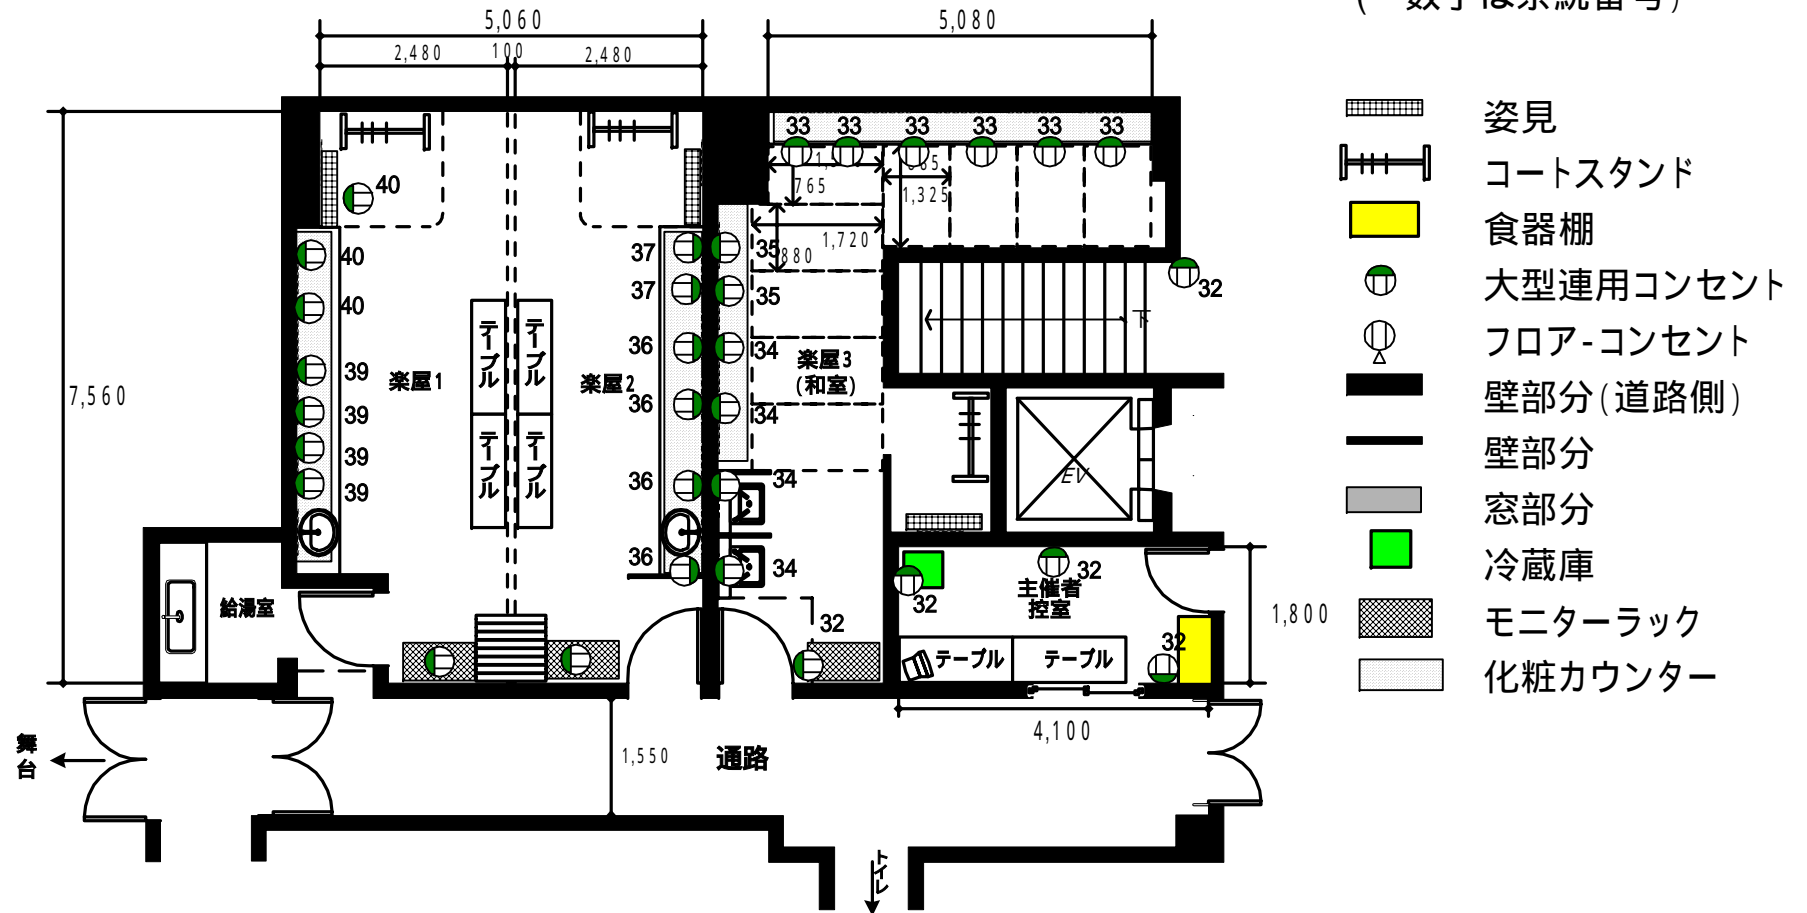 (　数字は系統番号)
5,060
5,080
2,480
100
2,480
姿見
コートスタンド
食器棚
大型連用コンセント
フロア-コンセント
壁部分(道路側)
壁部分
窓部分
冷蔵庫
モニターラック
化粧カウンター
33
33
33
33
33
33
765
1,325
1,720
880
40
40
40
39
39
39
39
37
37
36
36
36
36
35
35
34
34
34
34
32
32
32
32
32
下
7,560
楽屋1
楽屋2
楽屋3
(和室)
テーブル
テーブル
テーブル
テーブル
EV
給湯室
主催者
控室
テーブル
テーブル
1,800
4,100
1,550
通路
舞台
トイレ